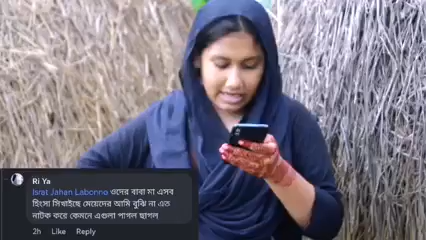 Ri Ya
Israt Jahan Labonno ওদের বাবা মা এসব
হিংসা সিখাইছে মেয়েদের আমি বুঝি না এত
নাটক করে কেমনে এগুলা পাগল ছাগল
2h Like Reply